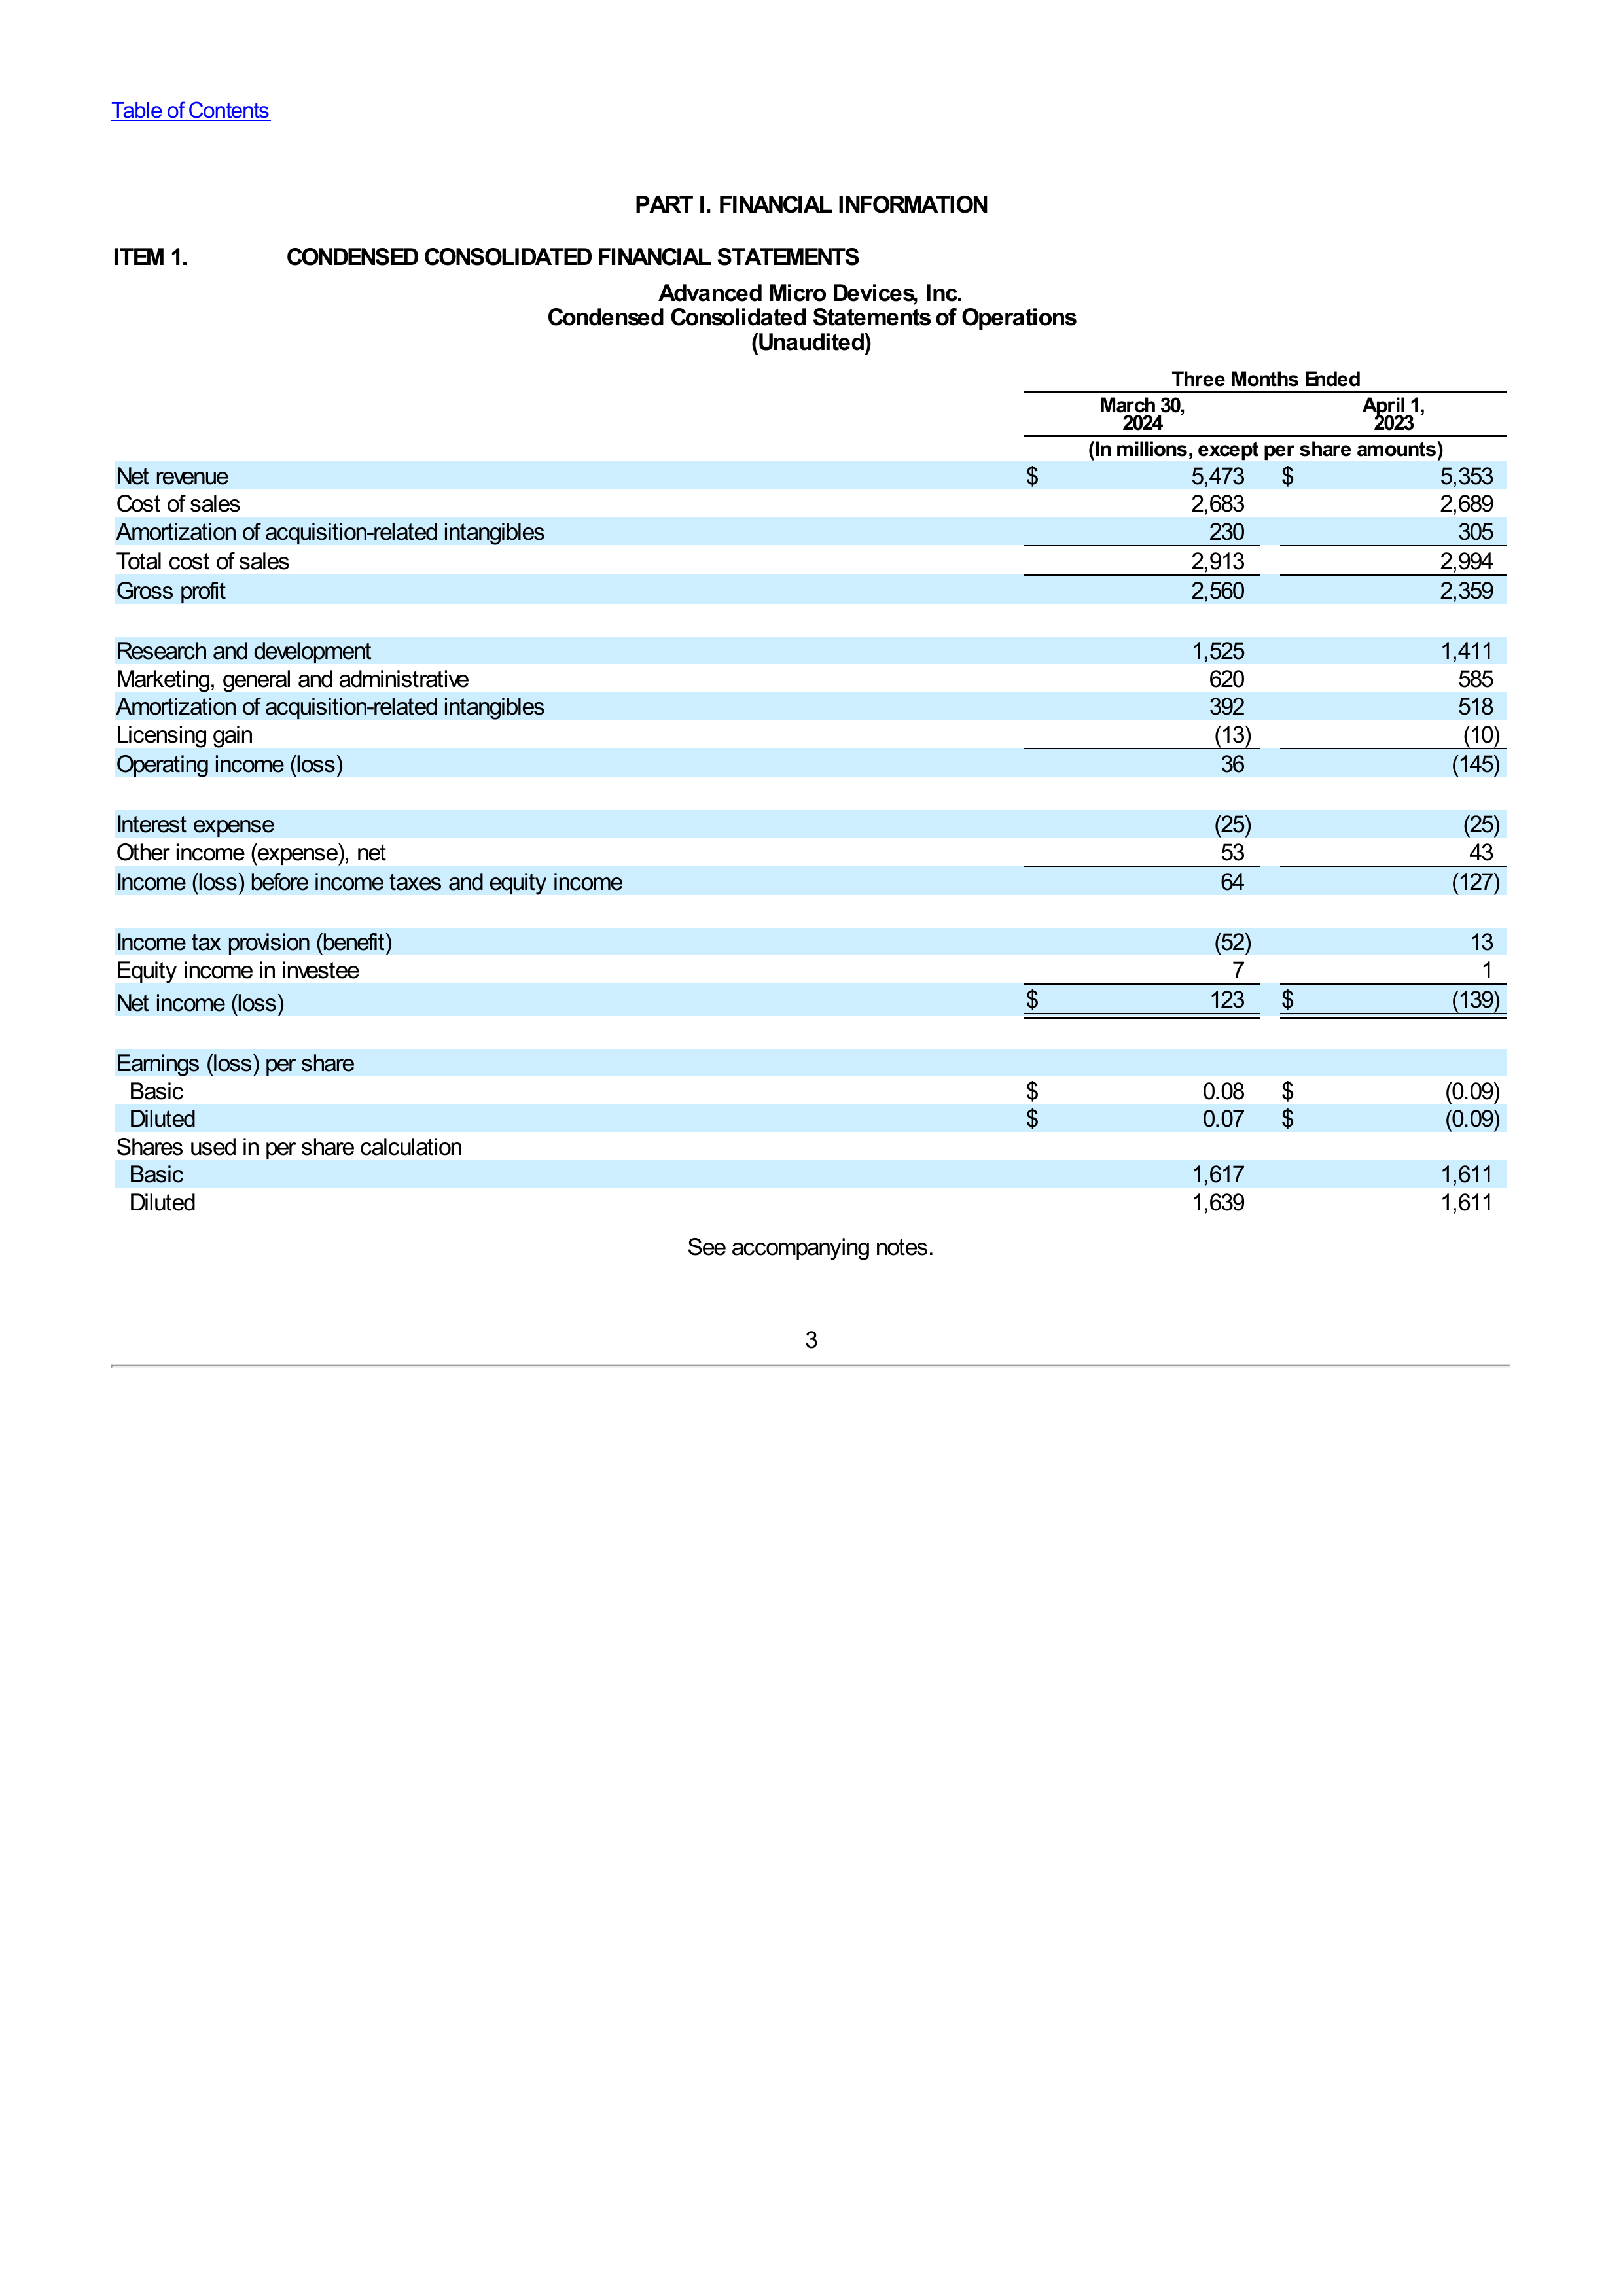 Table of Contents
PART I. FINANCIAL INFORMATION
ITEM 1. CONDENSED CONSOLIDATED FINANCIAL STATEMENTS
Advanced Micro Devices, Inc.
Condensed Consolidated Statements of Operations
(Unaudited)
Three Months Ended
March 30, 2024 April 1, 2023
(In millions, except per share amounts)
Net revenue $ 5,473 $ 5,353
Cost of sales 2,683 2,689
Amortization of acquisition-related intangibles 230 305
Total cost of sales 2,913 2,994
Gross profit 2,560 2,359
Research and development 1,525 1,411
Marketing, general and administrative 620 585
Amortization of acquisition-related intangibles 392 518
Licensing gain (13) (10)
Operating income (loss) 36 (145)
Interest expense (25) (25)
Other income (expense), net 53 43
Income (loss) before income taxes and equity income 64 (127)
Income tax provision (benefit) (52) 13
Equity income in investee 7 1
Net income (loss) $ 123 $ (139)
Earnings (loss) per share
Basic $ 0.08 $ (0.09)
Diluted $ 0.07 $ (0.09)
Shares used in per share calculation
Basic 1,617 1,611
Diluted 1,639 1,611
See accompanying notes.
3